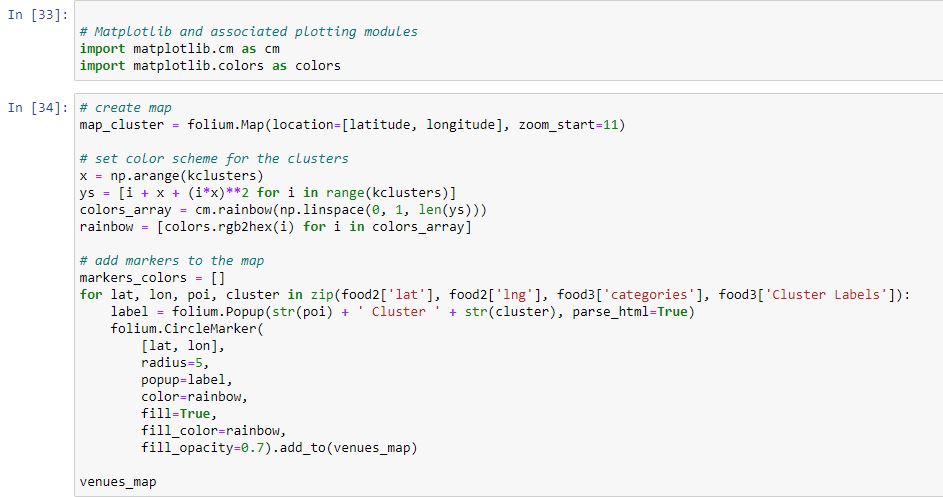 In [33]:
# Matplotlib and associated plotting modules
import matplotlib.cm as cm
import matplotlib.colors as colors
In [34]:
# create map
map_cluster = folium.Map(location=[latitude, longitude], zoom_start=11)
# set color scheme for the clusters
x = np.arange(kclusters)
ys = [i + x + (i*x)**2 for i in range(kclusters)]
colors_array = cm.rainbow(np.linspace(0, 1, len(ys)))
rainbow = [colors.rgb2hex(i) for i in colors_array]
# add markers to the map
markers_colors = []
for lat, lon, poi, cluster in zip(food2['lat'], food2['lng'], food3['categories'], food3['Cluster Labels']):
    label = folium.Popup(str(poi) + ' Cluster ' + str(cluster), parse_html=True)
    folium.CircleMarker(
        [lat, lon],
        radius=5,
        popup=label,
        color=rainbow,
        fill=True,
        fill_color=rainbow,
        fill_opacity=0.7).add_to(venues_map)
venues_map